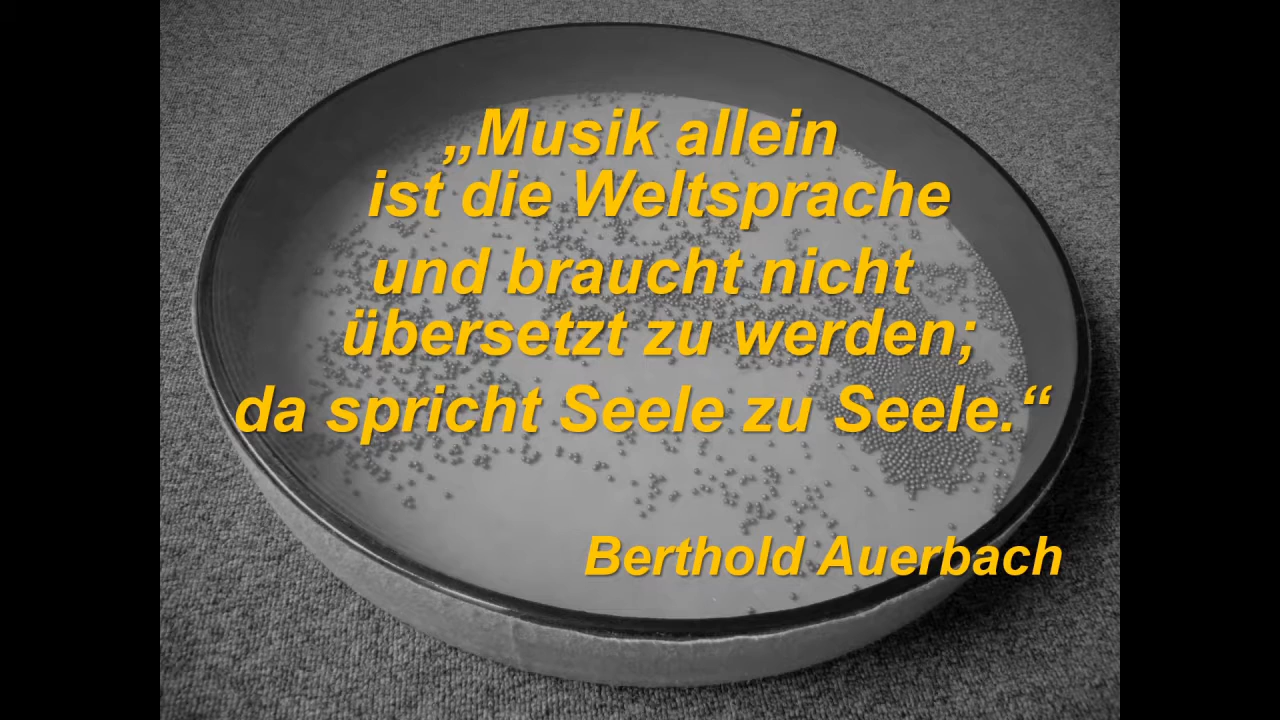 „Musik allein
ist die Weltsprache
und braucht nicht
übersetzt zu werden;
da spricht Seele zu Seele.“
Berthold Auerbach